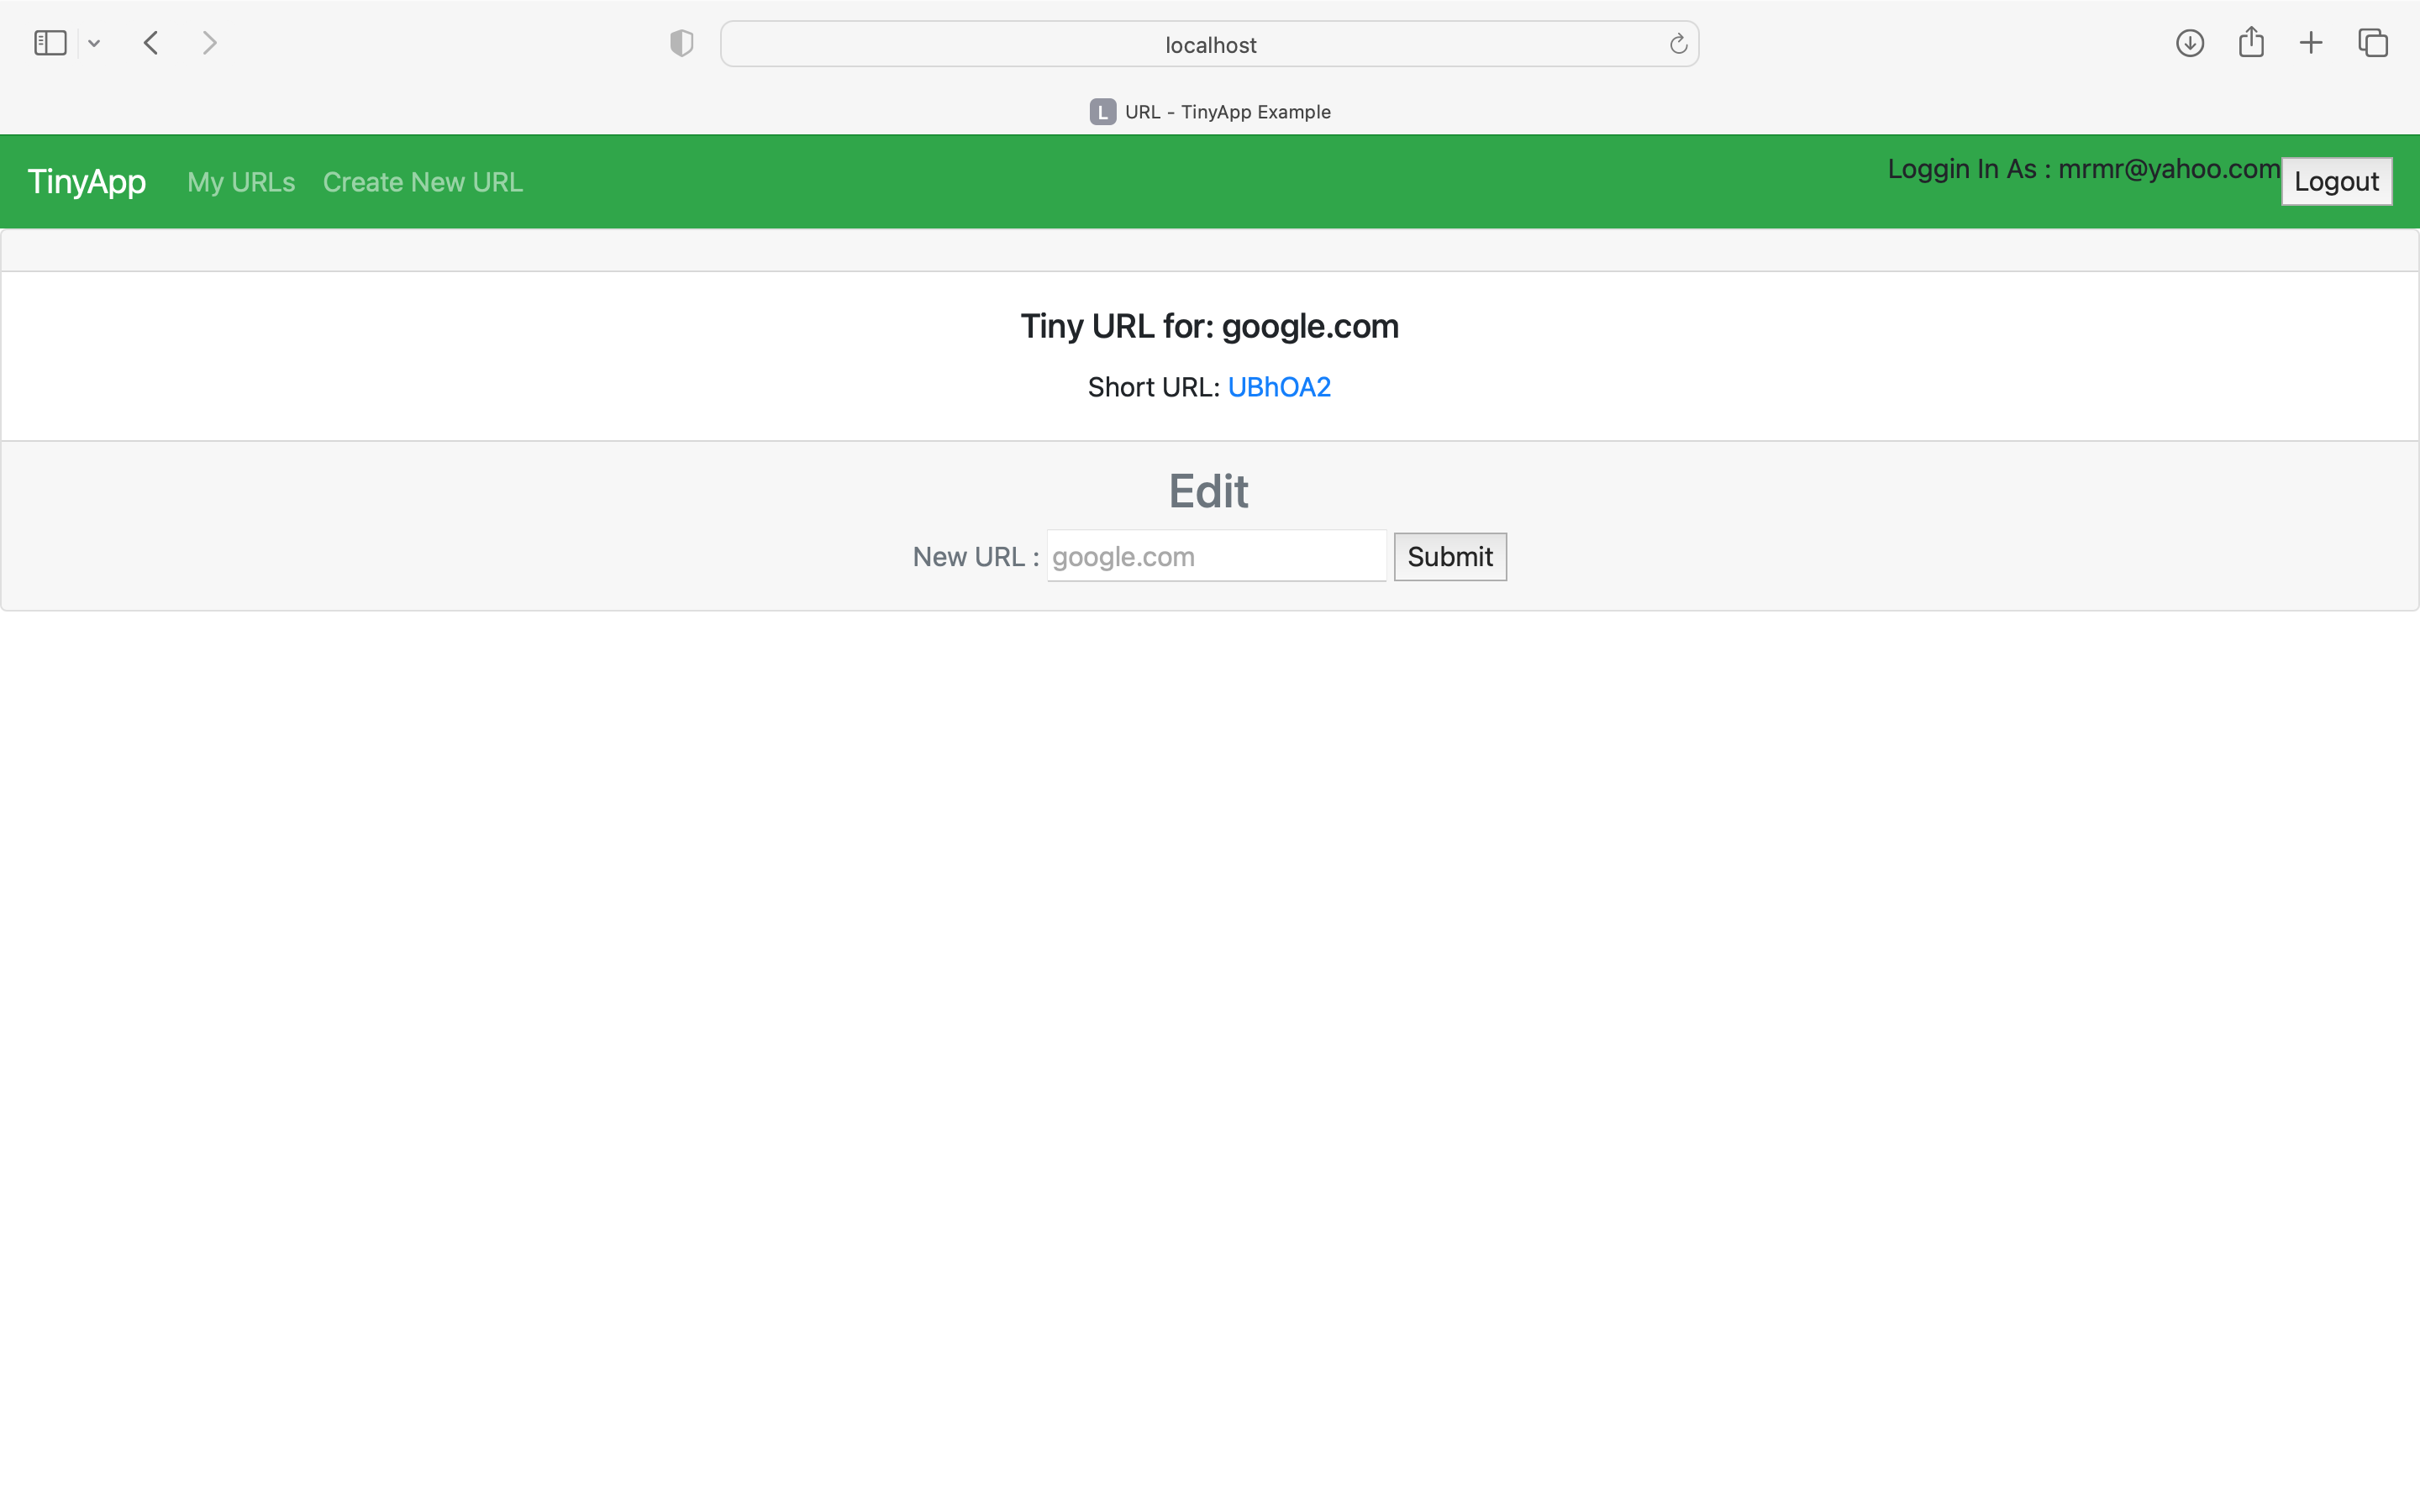 localhost
L URL - TinyApp Example
TinyApp My URLs Create New URL Loggin In As : mrmr@yahoo.com Logout
Tiny URL for: google.com
Short URL: UBhOA2
Edit
New URL : google.com Submit